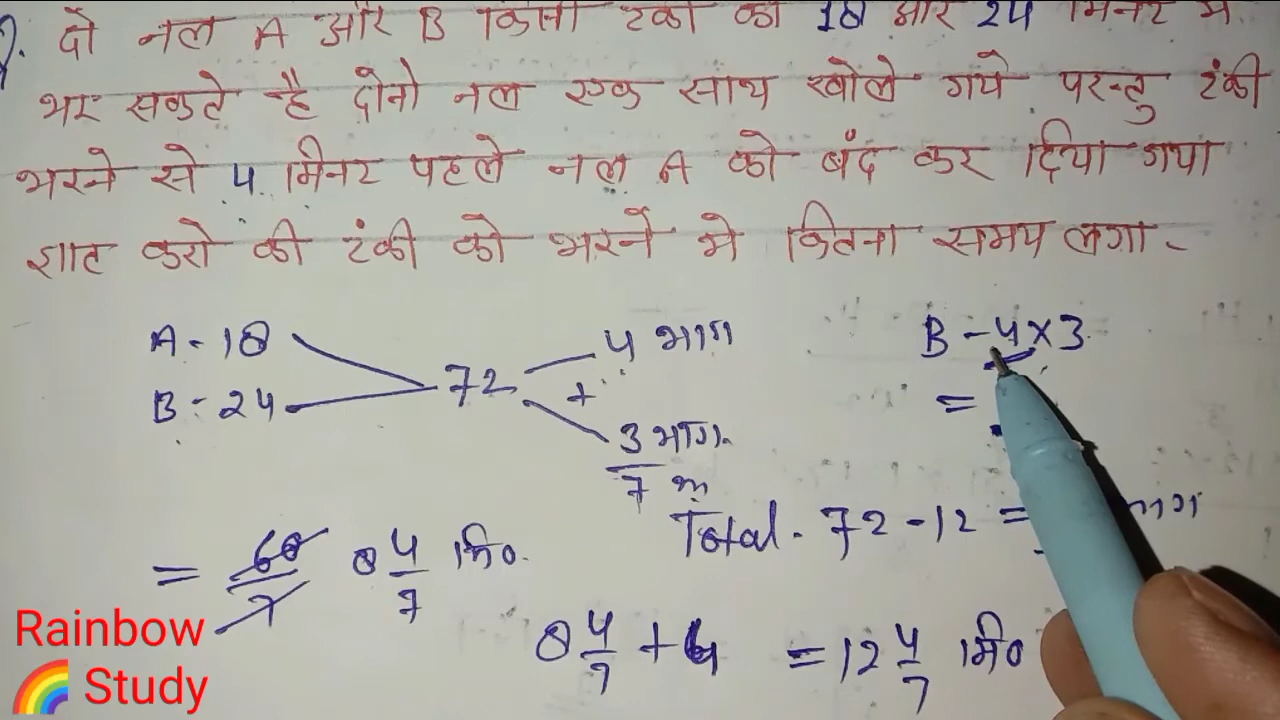 दो नल A और B किसी टंकी को 18 और 24 मिनट में
भर सकते है दोनो नल एक साथ खोले गये परन्तु टंकी
भरने से 4 मिनट पहले नल A को बंद कर दिया गया
ज्ञात करो की टंकी को भरने मे कितना समय लगा -
A - 18
B - 24
72
4 भाग
+
3 भाग
7 भा
B - 4 × 3
=
Total - 72 - 12 =
= 60/7 8 4/7 मि०
8 4/7 + 4 = 12 4/7 मि०
Rainbow
Study